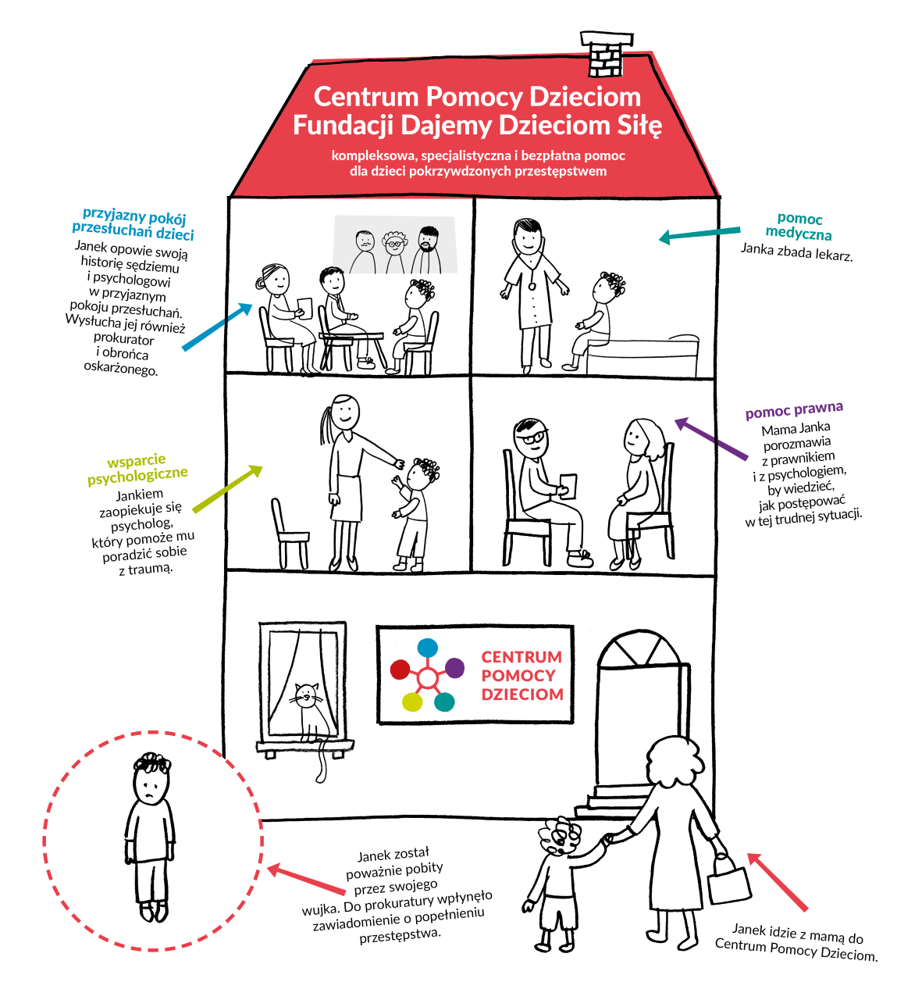 Centrum Pomocy Dzieciom
Fundacji Dajemy Dzieciom Siłę
kompleksowa, specjalistyczna i bezpłatna pomoc
dla dzieci pokrzywdzonych przestępstwem
przyjazny pokój
przesłuchań dzieci
Janek opowie swoją
historię sędziemu
i psychologowi
w przyjaznym
pokoju przesłuchań.
Wysłucha jej również
prokurator
i obrońca
oskarżonego.
pomoc
medyczna
Janka zbada lekarz.
wsparcie
psychologiczne
Jankiem
zaopiekuje się
psycholog,
który pomoże mu
poradzić sobie
z traumą.
pomoc prawna
Mama Janka
porozmawia
z prawnikiem
i z psychologiem,
by wiedzieć,
jak postępować
w tej trudnej sytuacji.
CENTRUM
POMOCY
DZIECIOM
Janek został
poważnie pobity
przez swojego
wujka. Do prokuratury wpłynęło
zawiadomienie o popełnieniu
przestępstwa.
Janek idzie z mamą do
Centrum Pomocy Dzieciom.